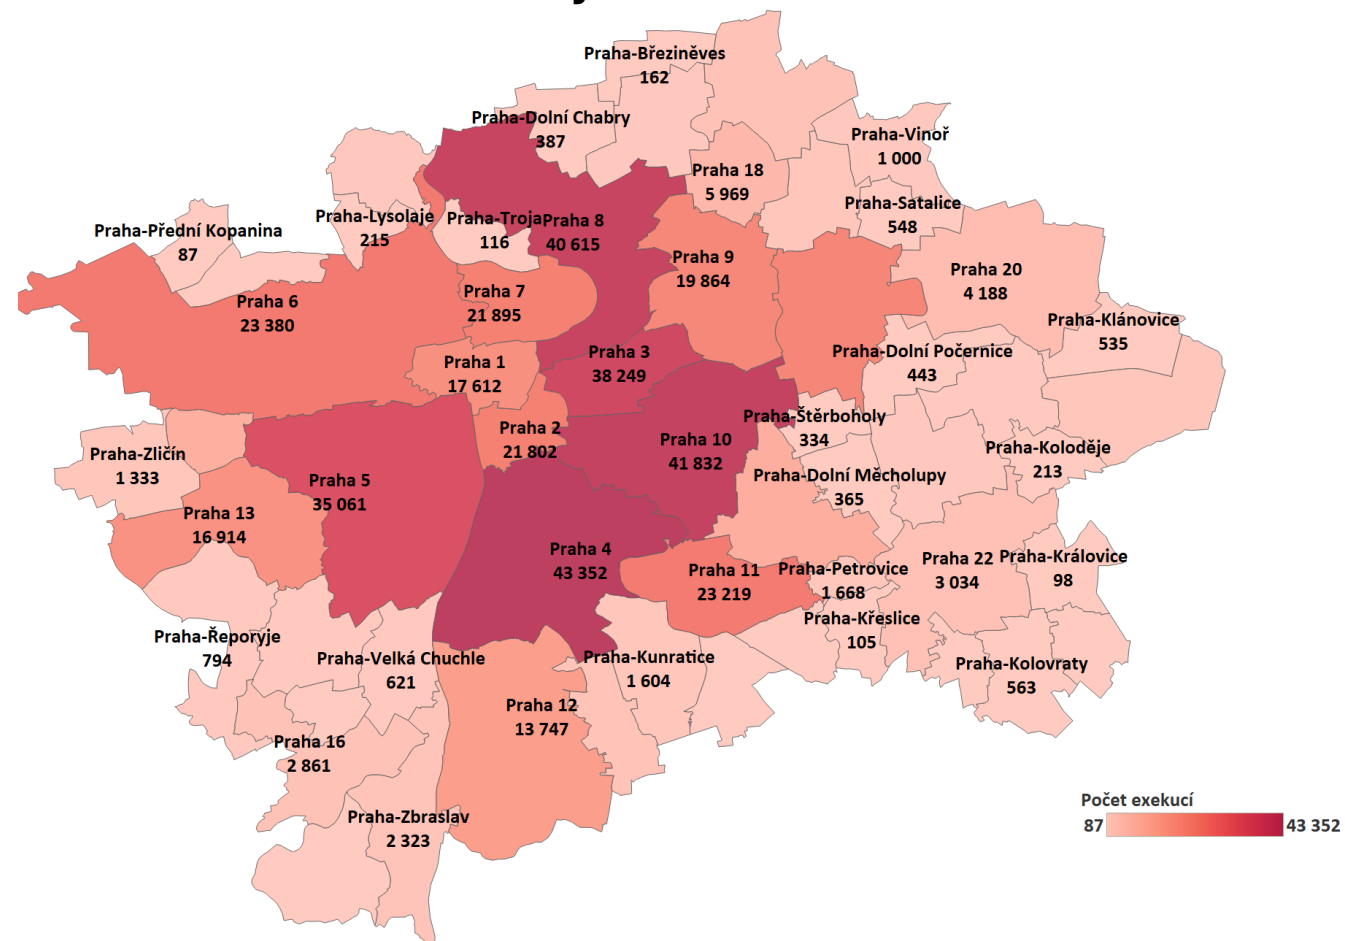 Praha-Březiněves
162
Praha-Dolní Chabry
387
Praha-Vinoř
1 000
Praha 18
5 969
Praha-Satalice
548
Praha-Lysolaje
215
Praha-Troja
116
Praha 8
40 615
Praha-Přední Kopanina
87
Praha 9
19 864
Praha 20
4 188
Praha 6
23 380
Praha 7
21 895
Praha-Klánovice
535
Praha 3
38 249
Praha-Dolní Počernice
443
Praha 1
17 612
Praha-Štěrboholy
334
Praha 2
21 802
Praha 10
41 832
Praha-Koloděje
213
Praha-Zličín
1 333
Praha 5
35 061
Praha-Dolní Měcholupy
365
Praha 13
16 914
Praha 4
43 352
Praha 22
3 034
Praha-Královice
98
Praha 11
23 219
Praha-Petrovice
1 668
Praha-Křeslice
105
Praha-Řeporyje
794
Praha-Velká Chuchle
621
Praha-Kunratice
1 604
Praha-Kolovraty
563
Praha 12
13 747
Praha 16
2 861
Praha-Zbraslav
2 323
Počet exekucí
87
43 352